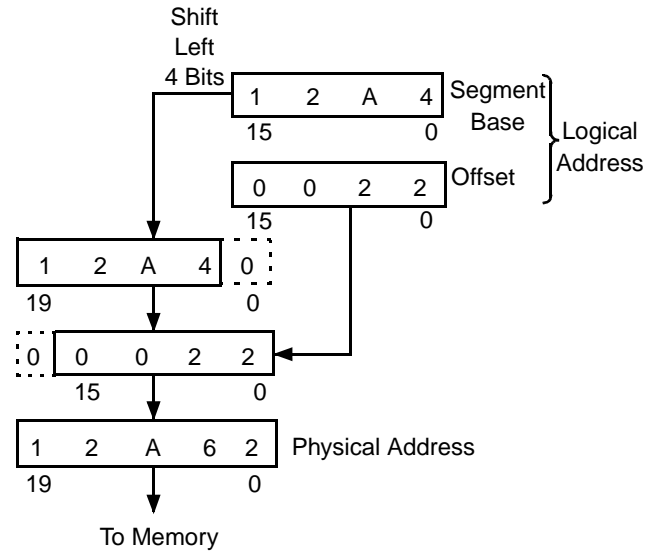 Shift
Left
4 Bits
1 2 A 4
Segment
Base
15 0
Logical
Address
0 0 2 2
Offset
15 0
1 2 A 4 0
19 0
0 0 0 2 2
15 0
1 2 A 6 2
Physical Address
19 0
To Memory